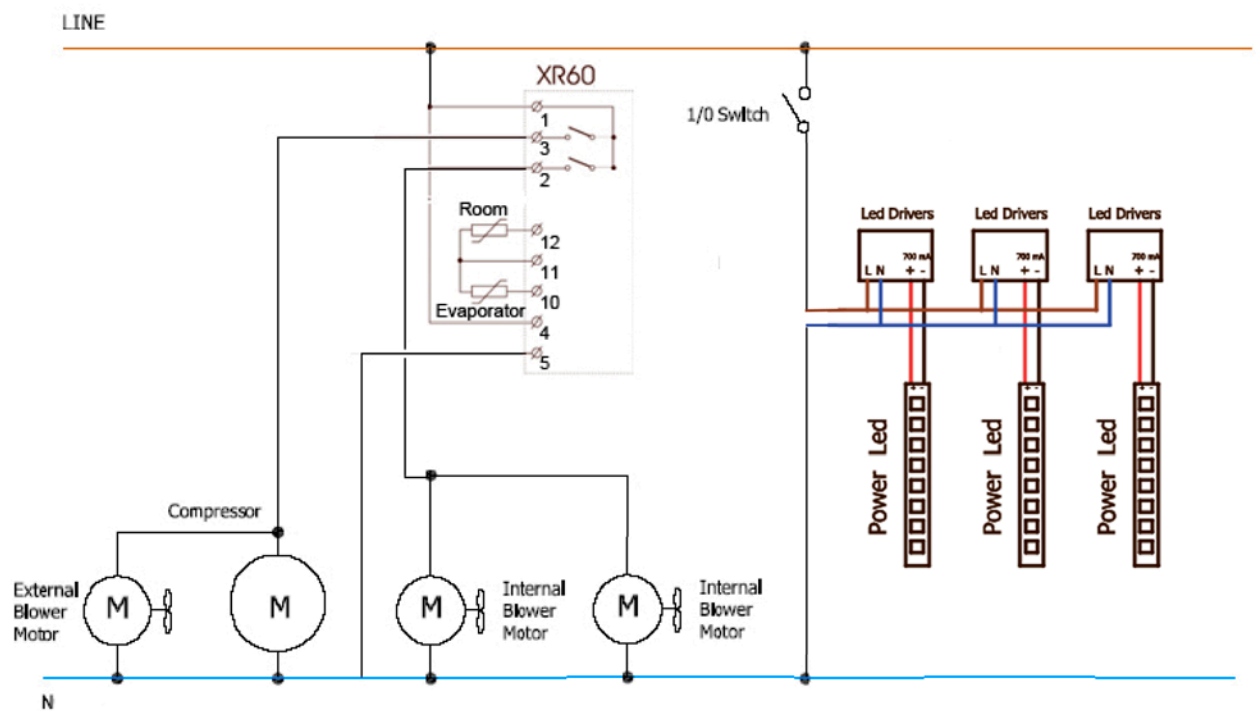 LINE
XR60
1
3
2
Room
12
11
10
Evaporator
4
5
1/0 Switch
Led Drivers
700 mA
L N + -
Led Drivers
700 mA
L N + -
Led Drivers
700 mA
L N + -
+ -
Power Led
+ -
Power Led
+ -
Power Led
Compressor
External
Blower
Motor
M
M
M
Internal
Blower
Motor
M
Internal
Blower
Motor
N